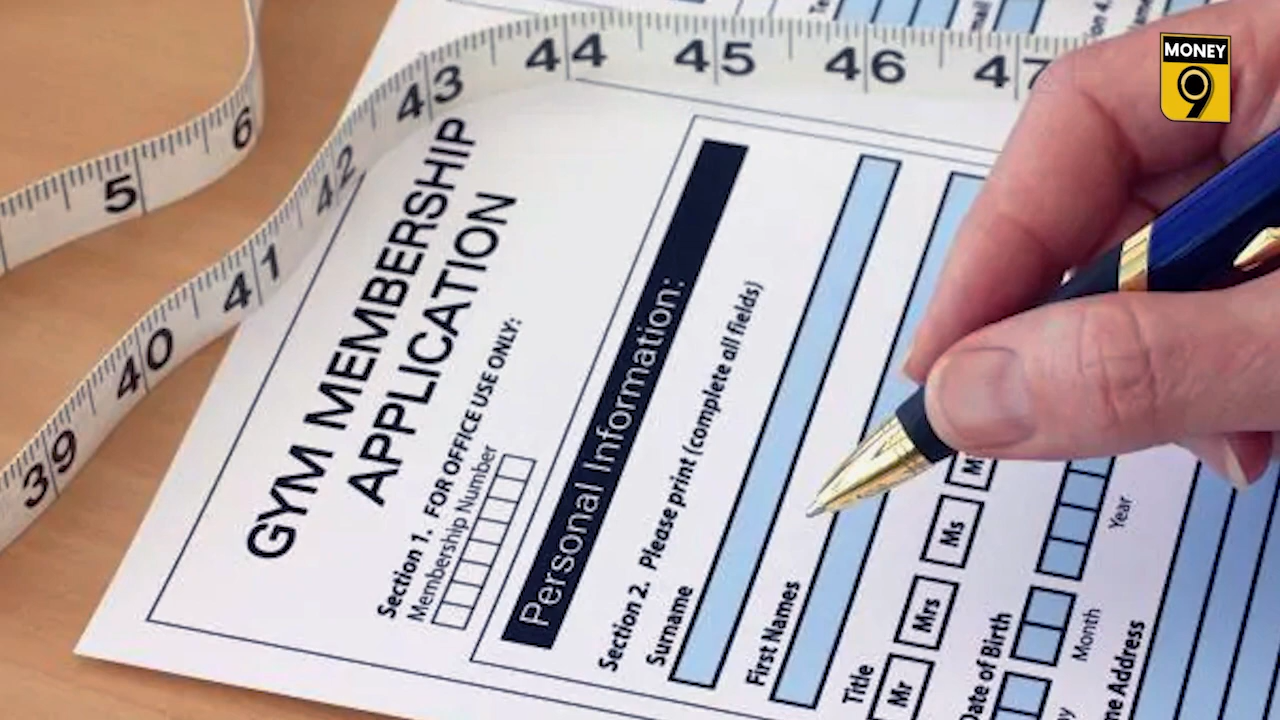 MONEY
9
5
6
39
40
41
42
43
44
45
46
47
GYM MEMBERSHIP
APPLICATION
Section 1. FOR OFFICE USE ONLY:
Membership Number
Personal Information:
Section 2. Please print (complete all fields)
Surname
First Names
Title
Mr
Mrs
Ms
Date of Birth
Month
Year